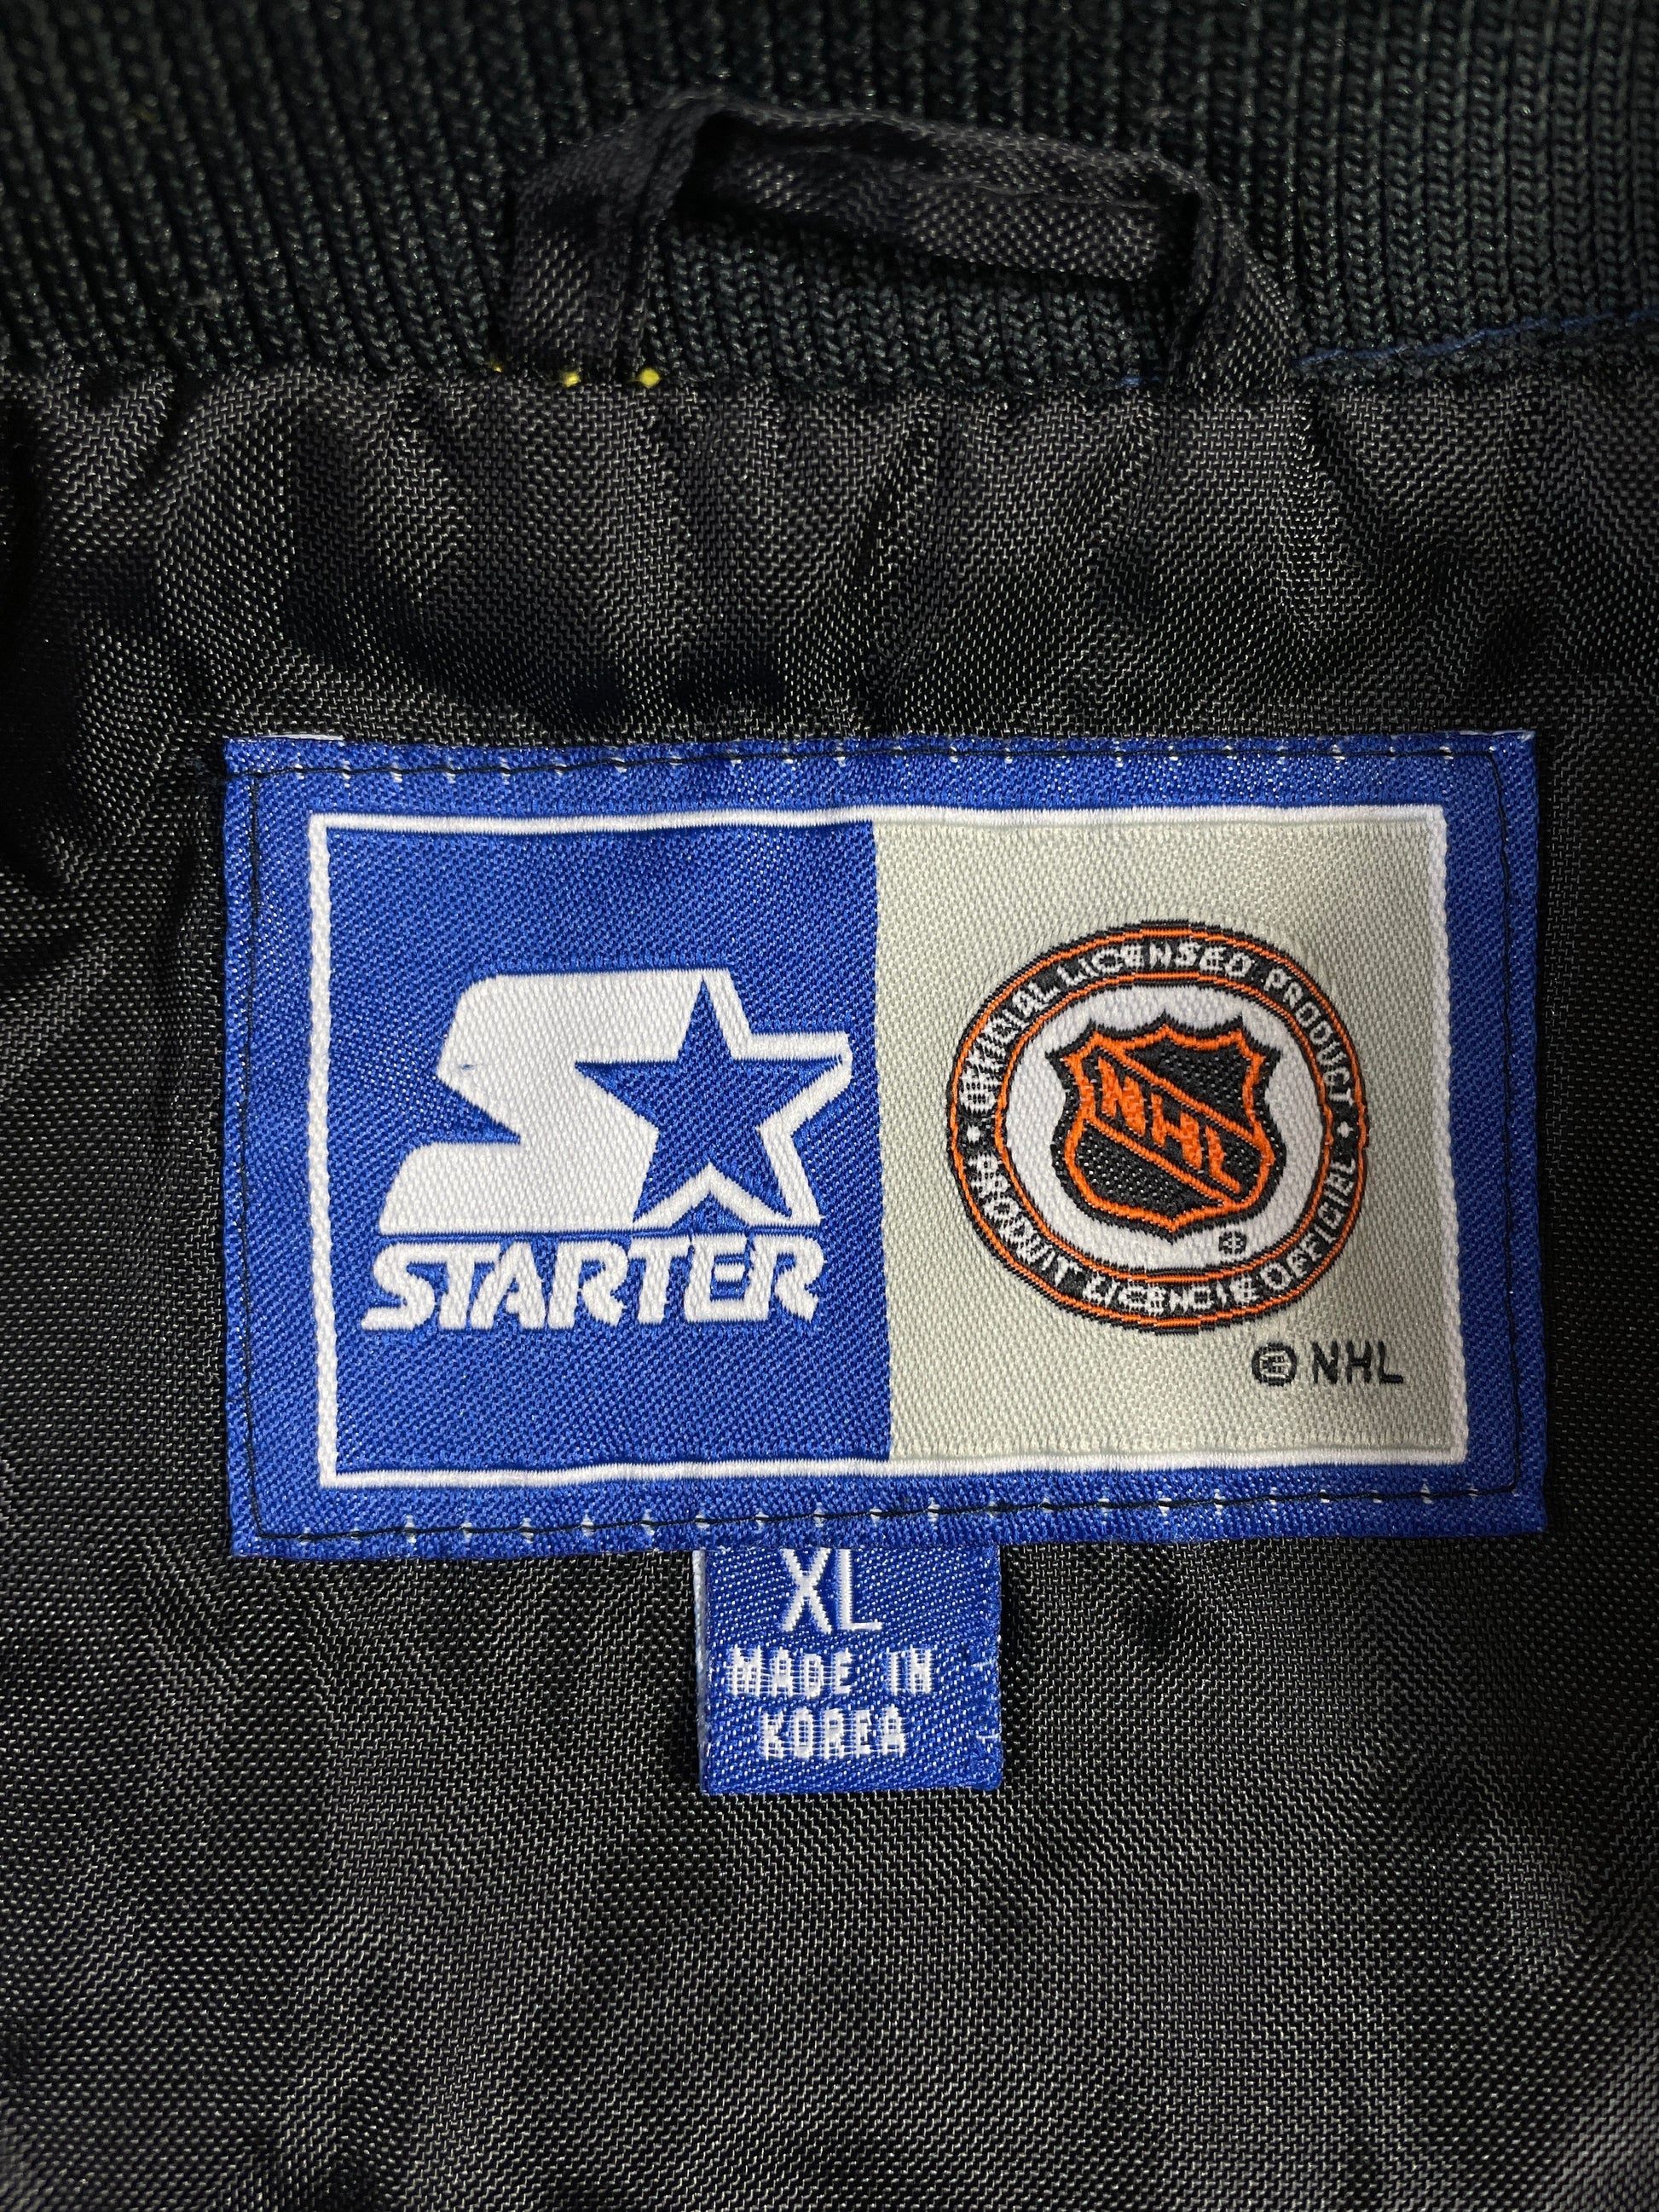 STARTER
OFFICIAL LICENSED PRODUCT
NHL
®
PRODUIT LICENCIE OFFICIEL
© NHL
XL
MADE IN
KOREA